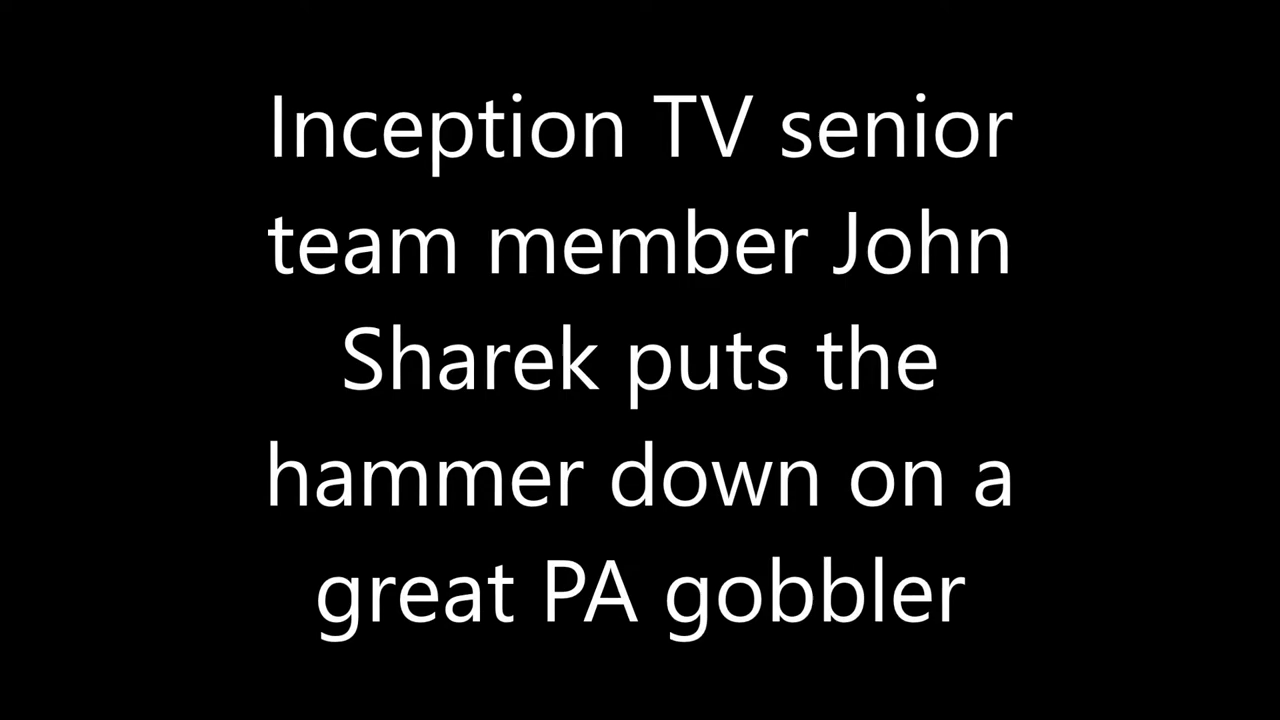 Inception TV senior
team member John
Sharek puts the
hammer down on a
great PA gobbler